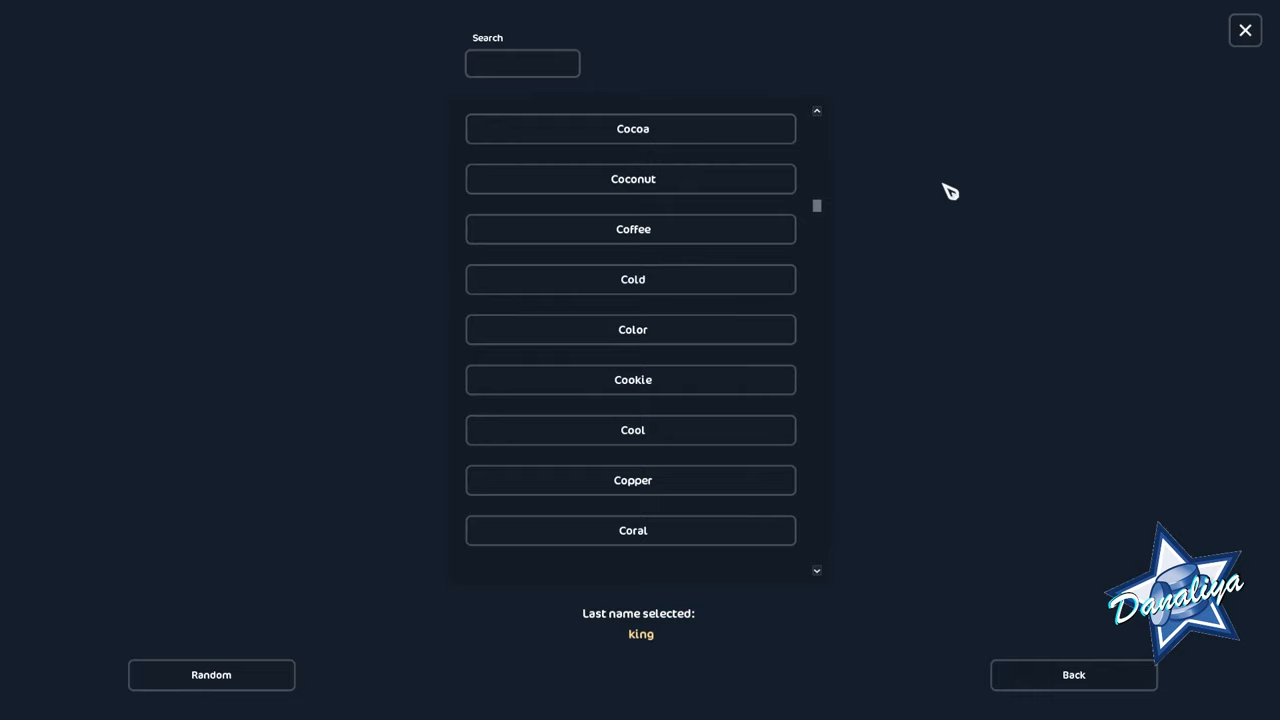 Search
Cocoa
Coconut
Coffee
Cold
Color
Cookie
Cool
Copper
Coral
Last name selected:
king
Random
Back
Danaliya